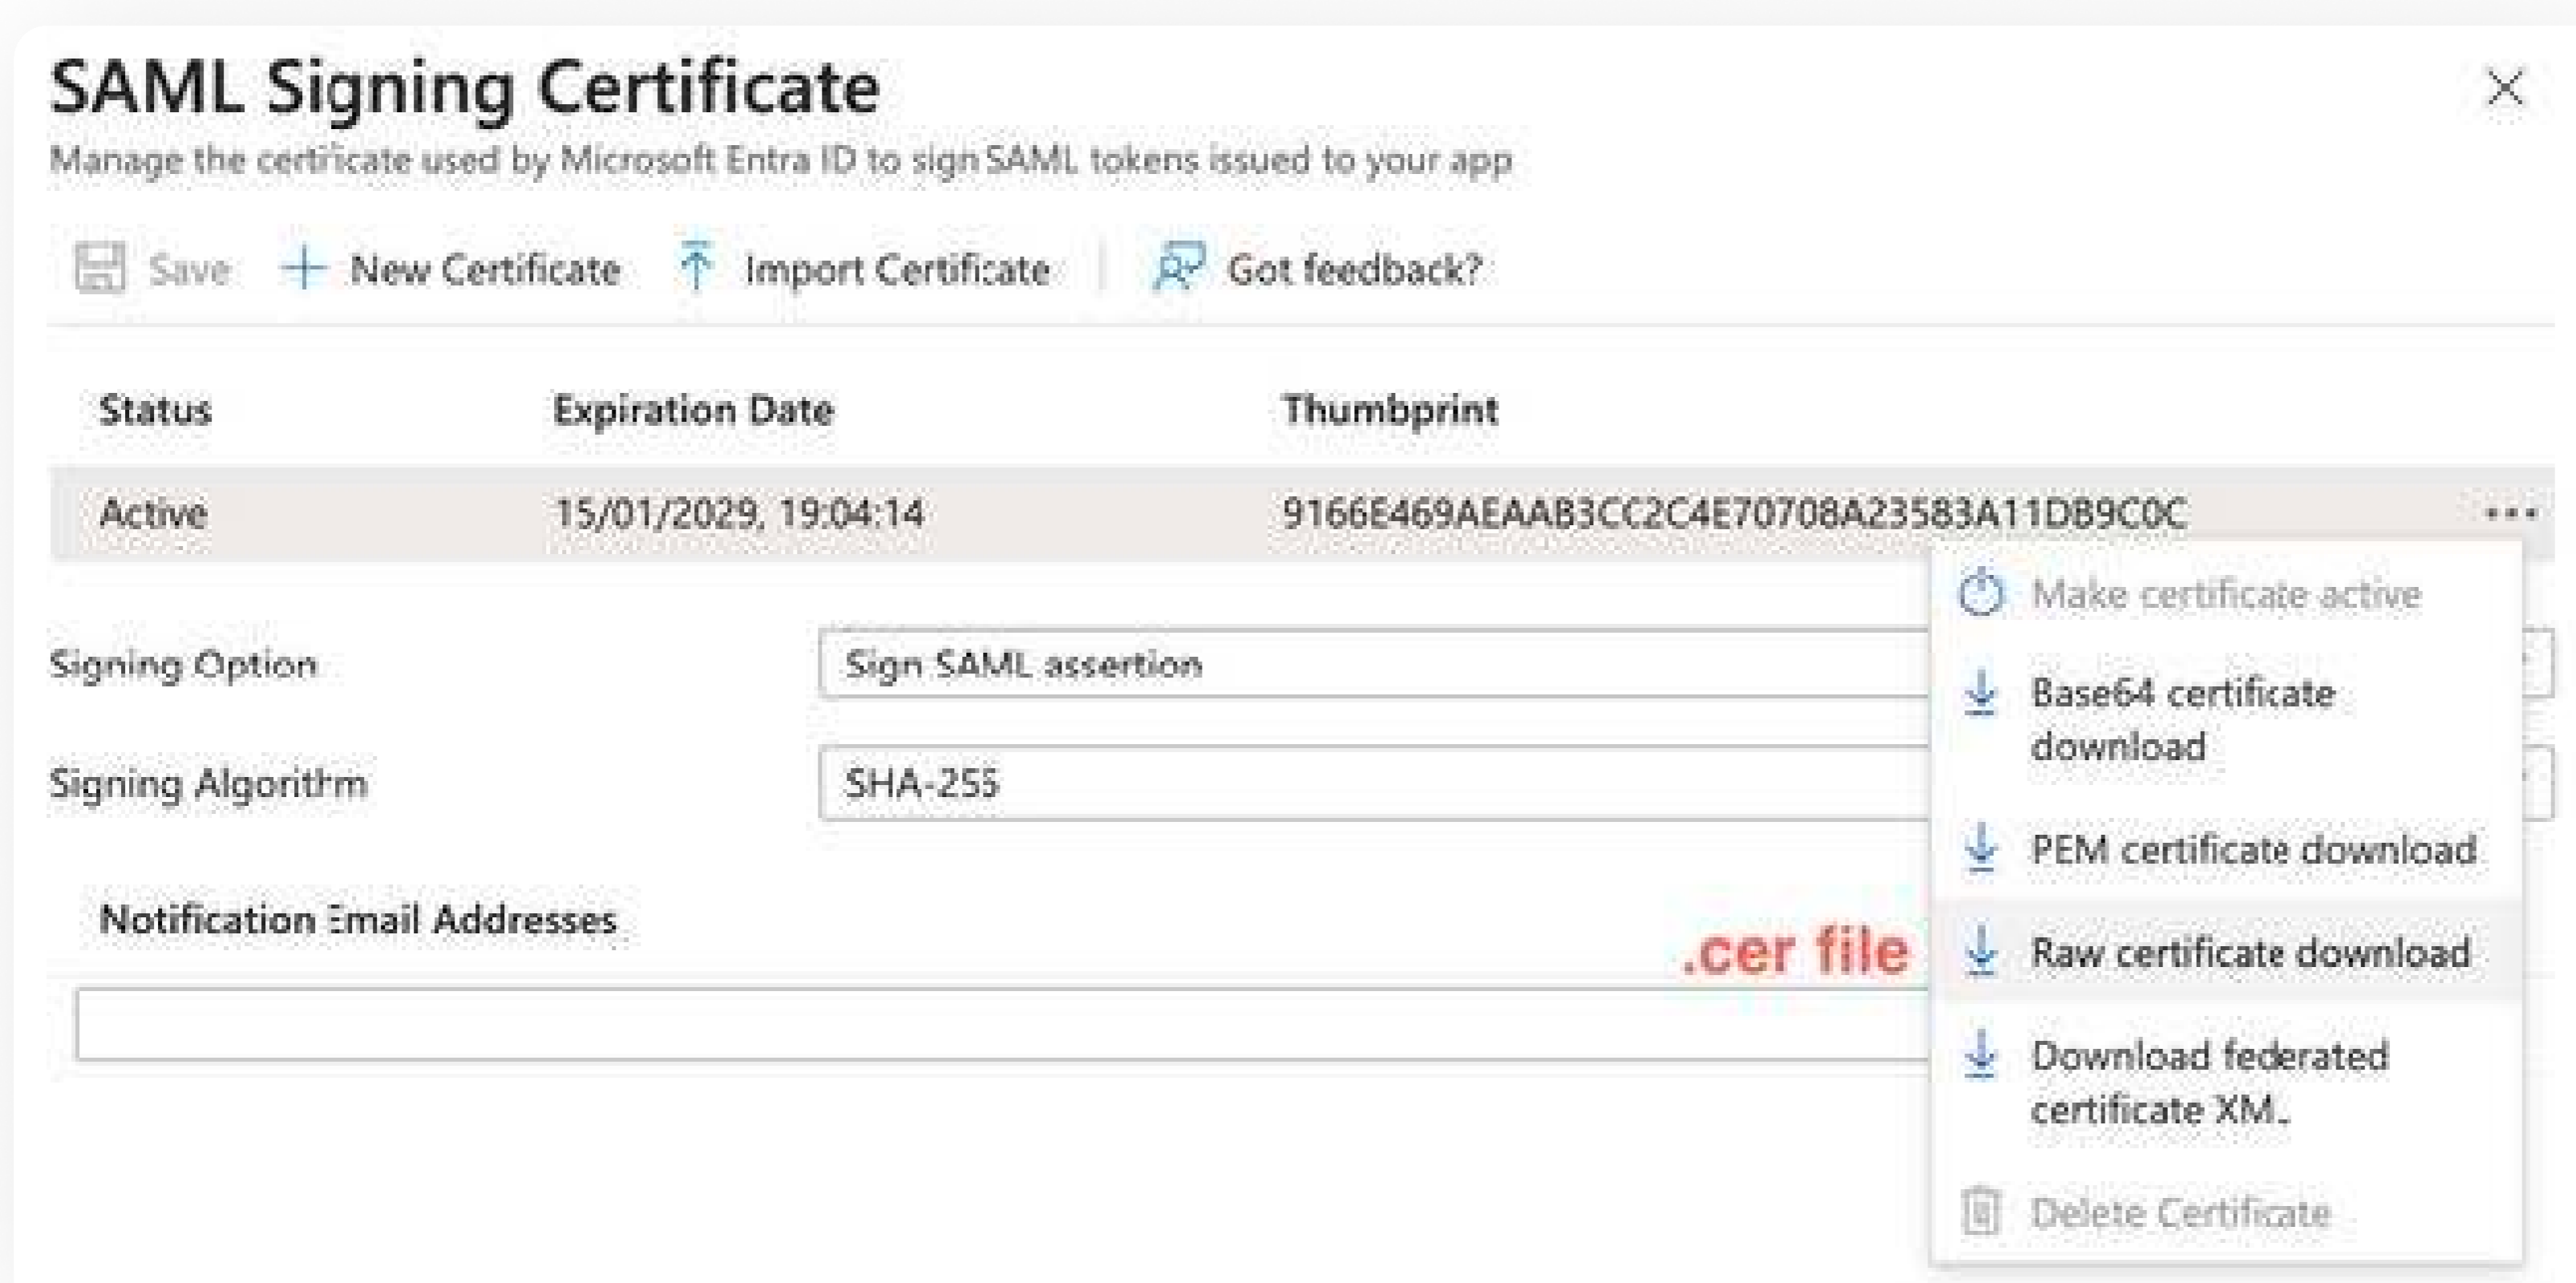 SAML Signing Certificate
Manage the certificate used by Microsoft Entra ID to sign SAML tokens issued to your app
Save New Certificate Import Certificate Got feedback?
Status Expiration Date Thumbprint
Active 15/01/2029, 19:04:14 9166E469AEAAB3CC2C4E70708A23583A11DB9C0C
Make certificate active
Signing Option Sign SAML assertion
Base64 certificate
download
Signing Algorithm SHA-256
PEM certificate download
Notification Email Addresses
.cer file Raw certificate download
Download federated
certificate XML
Delete Certificate